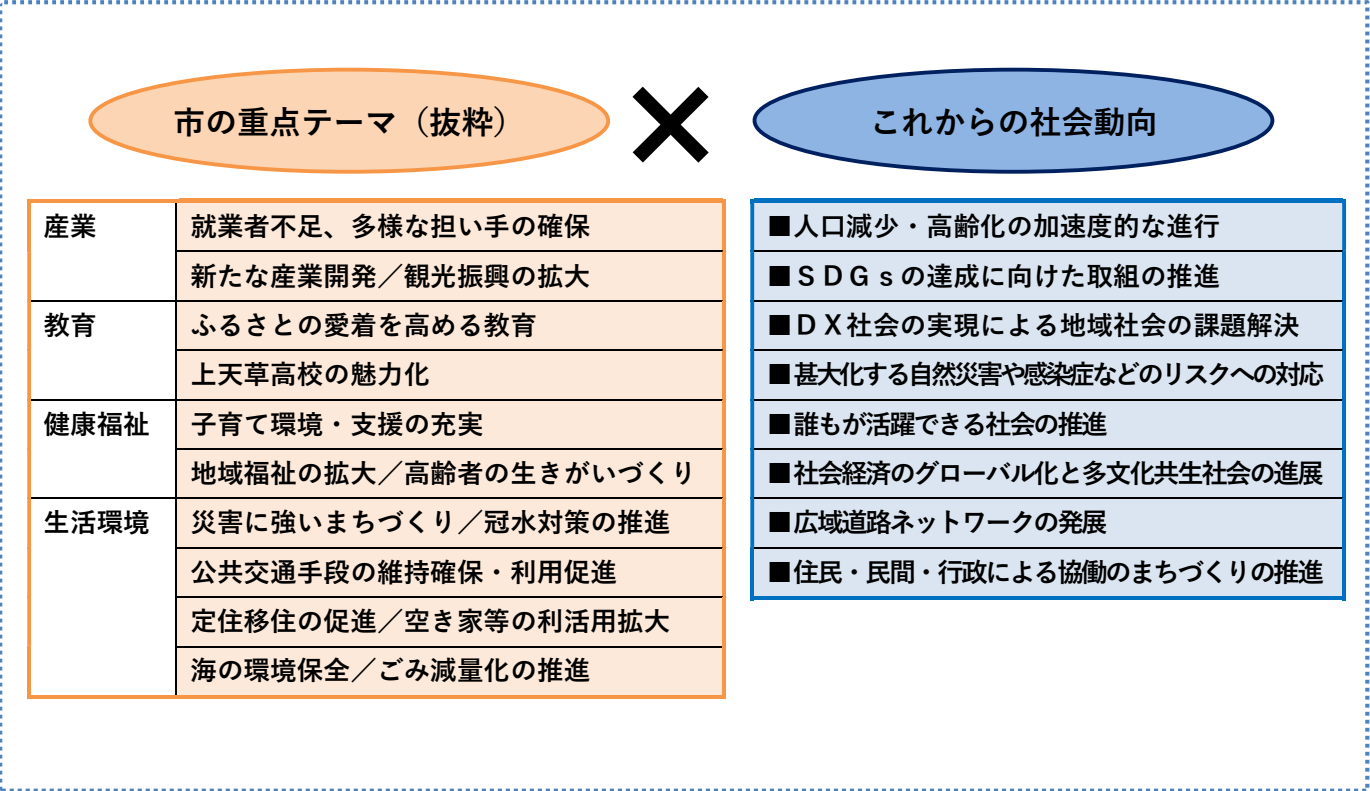 市の重点テーマ（抜粋）
×
これからの社会動向
産業
就業者不足、多様な担い手の確保
新たな産業開発／観光振興の拡大
教育
ふるさとの愛着を高める教育
上天草高校の魅力化
健康福祉
子育て環境・支援の充実
地域福祉の拡大／高齢者の生きがいづくり
生活環境
災害に強いまちづくり／冠水対策の推進
公共交通手段の維持確保・利用促進
定住移住の促進／空き家等の利活用拡大
海の環境保全／ごみ減量化の推進
■人口減少・高齢化の加速度的な進行
■ＳＤＧｓの達成に向けた取組の推進
■ＤＸ社会の実現による地域社会の課題解決
■甚大化する自然災害や感染症などのリスクへの対応
■誰もが活躍できる社会の推進
■社会経済のグローバル化と多文化共生社会の進展
■広域道路ネットワークの発展
■住民・民間・行政による協働のまちづくりの推進